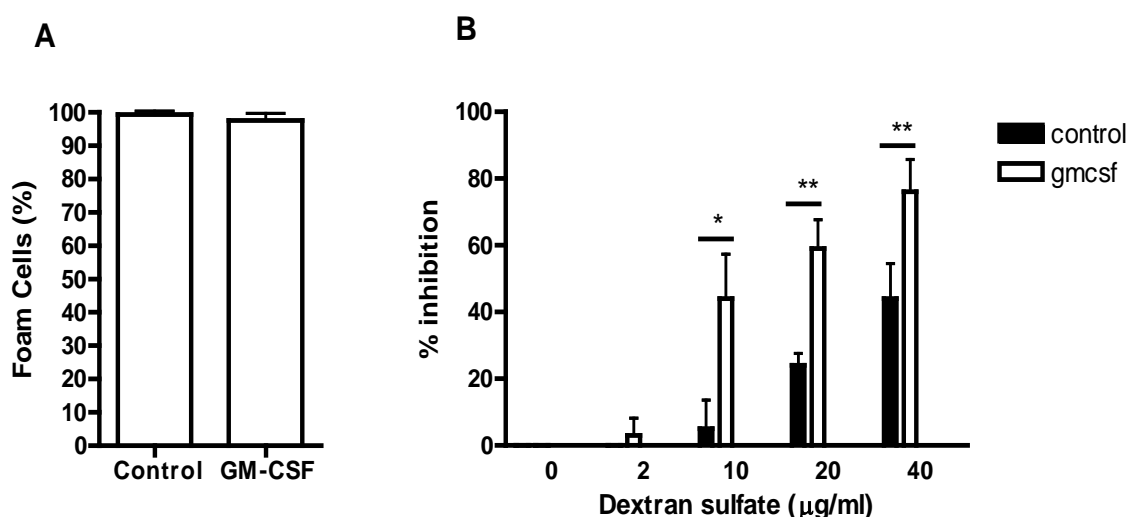 A
100
90
80
70
60
50
40
30
20
10
0
Foam Cells (%)
Control GM-CSF
B
100
80
60
40
20
0
% inhibition
*
**
**
control
gmcsf
0 2 10 20 40
Dextran sulfate (μg/ml)